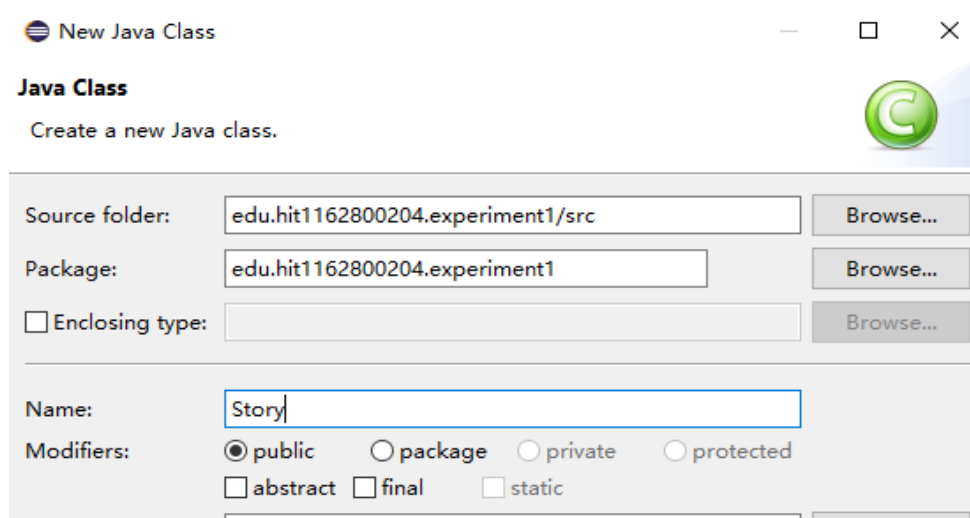 New Java Class
Java Class
Create a new Java class.
Source folder: edu.hit1162800204.experiment1/src Browse...
Package: edu.hit1162800204.experiment1 Browse...
Enclosing type: Browse...
Name: Story
Modifiers: public package private protected
abstract final static